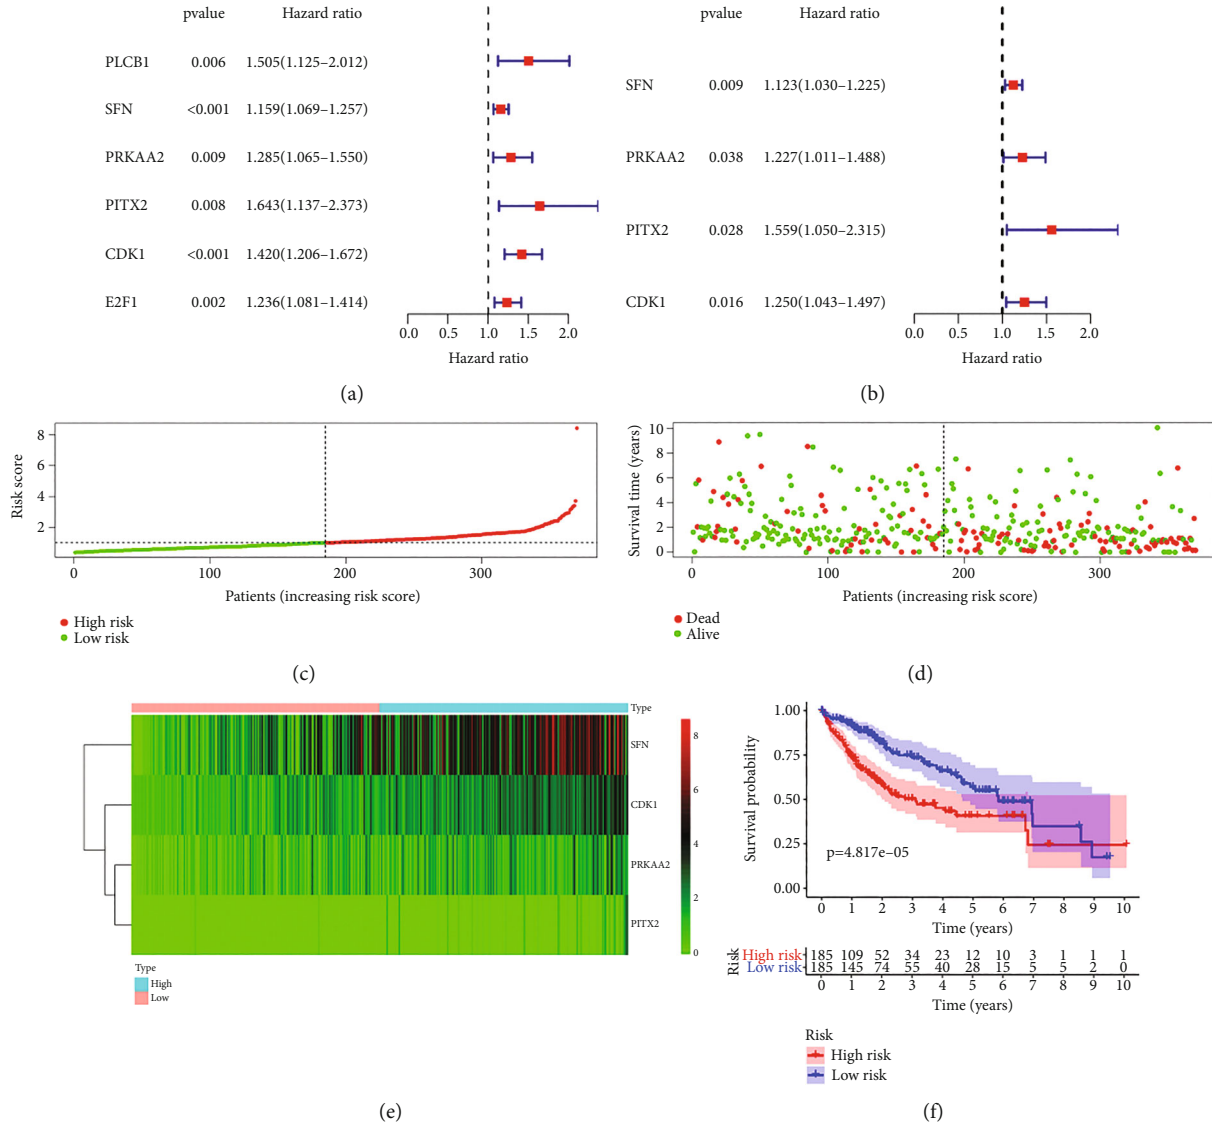 pvalue Hazard ratio
PLCB1 0.006 1.505(1.125–2.012)
SFN <0.001 1.159(1.069–1.257)
PRKAA2 0.009 1.285(1.065–1.550)
PITX2 0.008 1.643(1.137–2.373)
CDK1 <0.001 1.420(1.206–1.672)
E2F1 0.002 1.236(1.081–1.414)
0.0 0.5 1.0 1.5 2.0
Hazard ratio
(a)
pvalue Hazard ratio
SFN 0.009 1.123(1.030–1.225)
PRKAA2 0.038 1.227(1.011–1.488)
PITX2 0.028 1.559(1.050–2.315)
CDK1 0.016 1.250(1.043–1.497)
0.0 0.5 1.0 1.5 2.0
Hazard ratio
(b)
Risk score
8
6
4
2
0 100 200 300
Patients (increasing risk score)
High risk
Low risk
(c)
Survival time (years)
10
8
6
4
2
0
0 100 200 300
Patients (increasing risk score)
Dead
Alive
(d)
Type
SFN
CDK1
PRKAA2
PITX2
8
6
4
2
0
Type
High
Low
(e)
Survival probability
1.00
0.75
0.50
0.25
0.00
p=4.817e–05
0 1 2 3 4 5 6 7 8 9 10
Time (years)
Risk
High risk 185 109 52 34 23 12 10 3 1 1 1
Low risk 185 145 74 55 40 28 15 5 5 2 0
0 1 2 3 4 5 6 7 8 9 10
Time (years)
Risk
High risk
Low risk
(f)